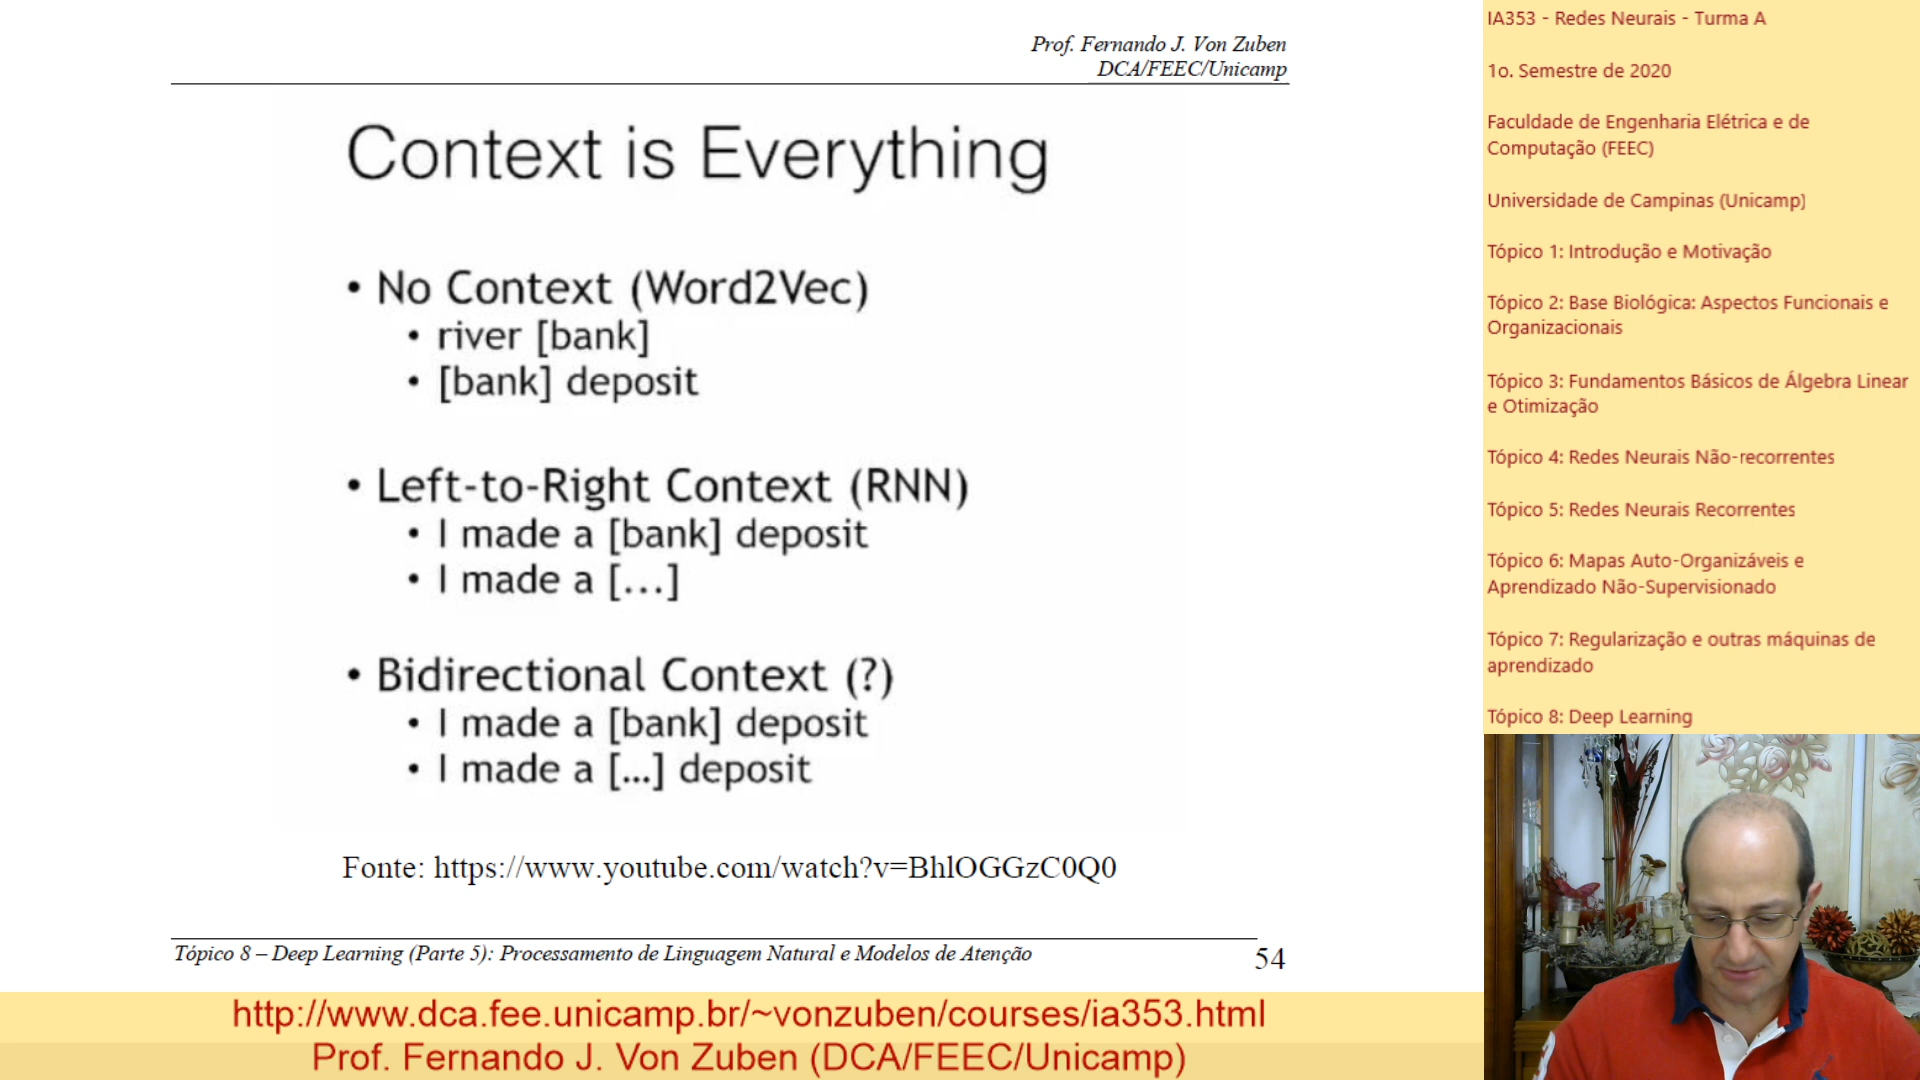 Prof. Fernando J. Von Zuben
DCA/FEEC/Unicamp
Context is Everything
• No Context (Word2Vec)
• river [bank]
• [bank] deposit
• Left-to-Right Context (RNN)
• I made a [bank] deposit
• I made a [...]
• Bidirectional Context (?)
• I made a [bank] deposit
• I made a [...] deposit
Fonte: https://www.youtube.com/watch?v=BhlOGGzC0Q0
Tópico 8 – Deep Learning (Parte 5): Processamento de Linguagem Natural e Modelos de Atenção
54
http://www.dca.fee.unicamp.br/~vonzuben/courses/ia353.html
Prof. Fernando J. Von Zuben (DCA/FEEC/Unicamp)
IA353 - Redes Neurais - Turma A
1o. Semestre de 2020
Faculdade de Engenharia Elétrica e de
Computação (FEEC)
Universidade de Campinas (Unicamp)
Tópico 1: Introdução e Motivação
Tópico 2: Base Biológica: Aspectos Funcionais e
Organizacionais
Tópico 3: Fundamentos Básicos de Álgebra Linear
e Otimização
Tópico 4: Redes Neurais Não-recorrentes
Tópico 5: Redes Neurais Recorrentes
Tópico 6: Mapas Auto-Organizáveis e
Aprendizado Não-Supervisionado
Tópico 7: Regularização e outras máquinas de
aprendizado
Tópico 8: Deep Learning